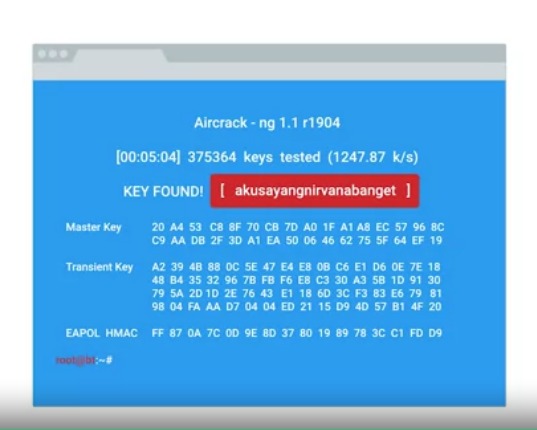 Aircrack - ng 1.1 r1904
[00:05:04] 375364 keys tested (1247.87 k/s)
KEY FOUND! [ akusayangnirvanabanget ]
Master Key 20 A4 53 C8 8F 70 CB 7D A0 1F A1 A8 EC 57 96 8C
C9 AA DB 2F 3D A1 EA 50 06 46 62 75 5F 64 EF 19
Transient Key A2 39 4B 88 0C 5E 47 E4 E8 0B C6 E1 D6 0E 7E 18
48 B4 35 32 96 7B FB F6 E8 C3 30 A3 5B 1D 91 30
79 5A 2D 1D 2E 76 43 E1 18 6D 3C F3 83 E6 79 81
98 04 FA AA D7 04 04 ED 21 15 D9 4D 57 B1 4F 20
EAPOL HMAC FF 87 0A 7C 0D 9E 8D 37 80 19 89 78 3C C1 FD D9
root@bt:~#